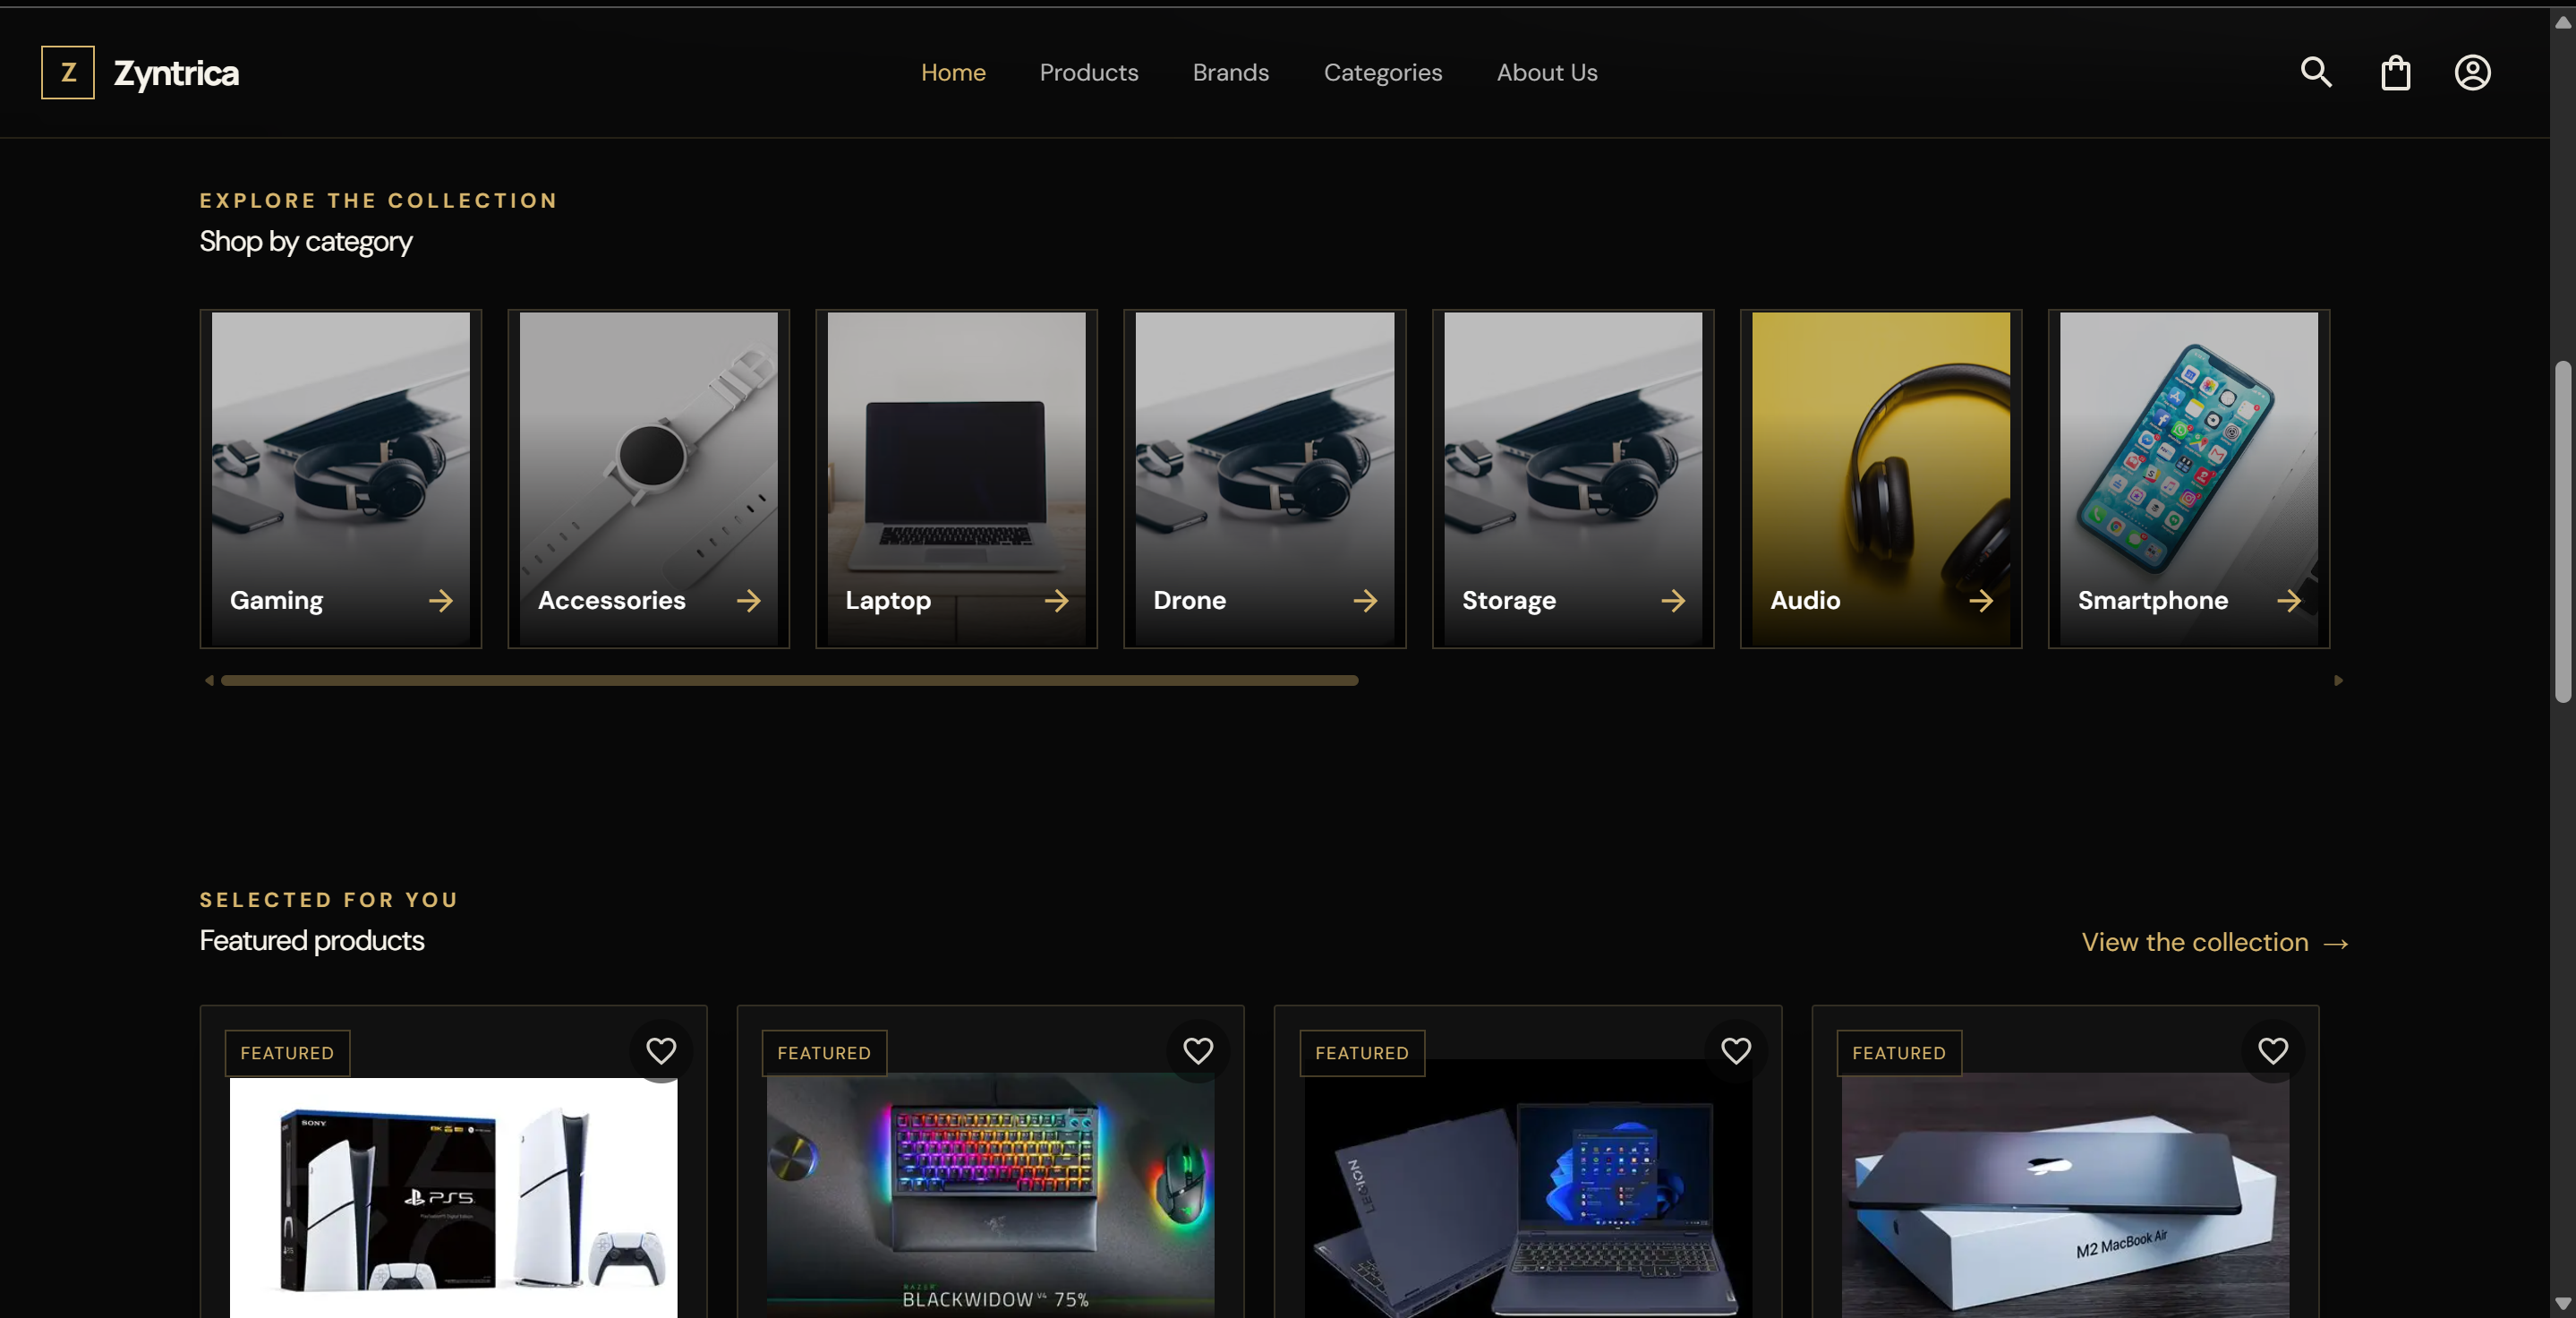 Z Zyntrica
Home Products Brands Categories About Us
EXPLORE THE COLLECTION
Shop by category
Gaming → Accessories → Laptop → Drone → Storage → Audio → Smartphone →
SELECTED FOR YOU
Featured products
View the collection →
FEATURED FEATURED FEATURED FEATURED
SONY
PS5
LEGION
M2 MacBook Air
RAZER
BLACKWIDOW V4 75%